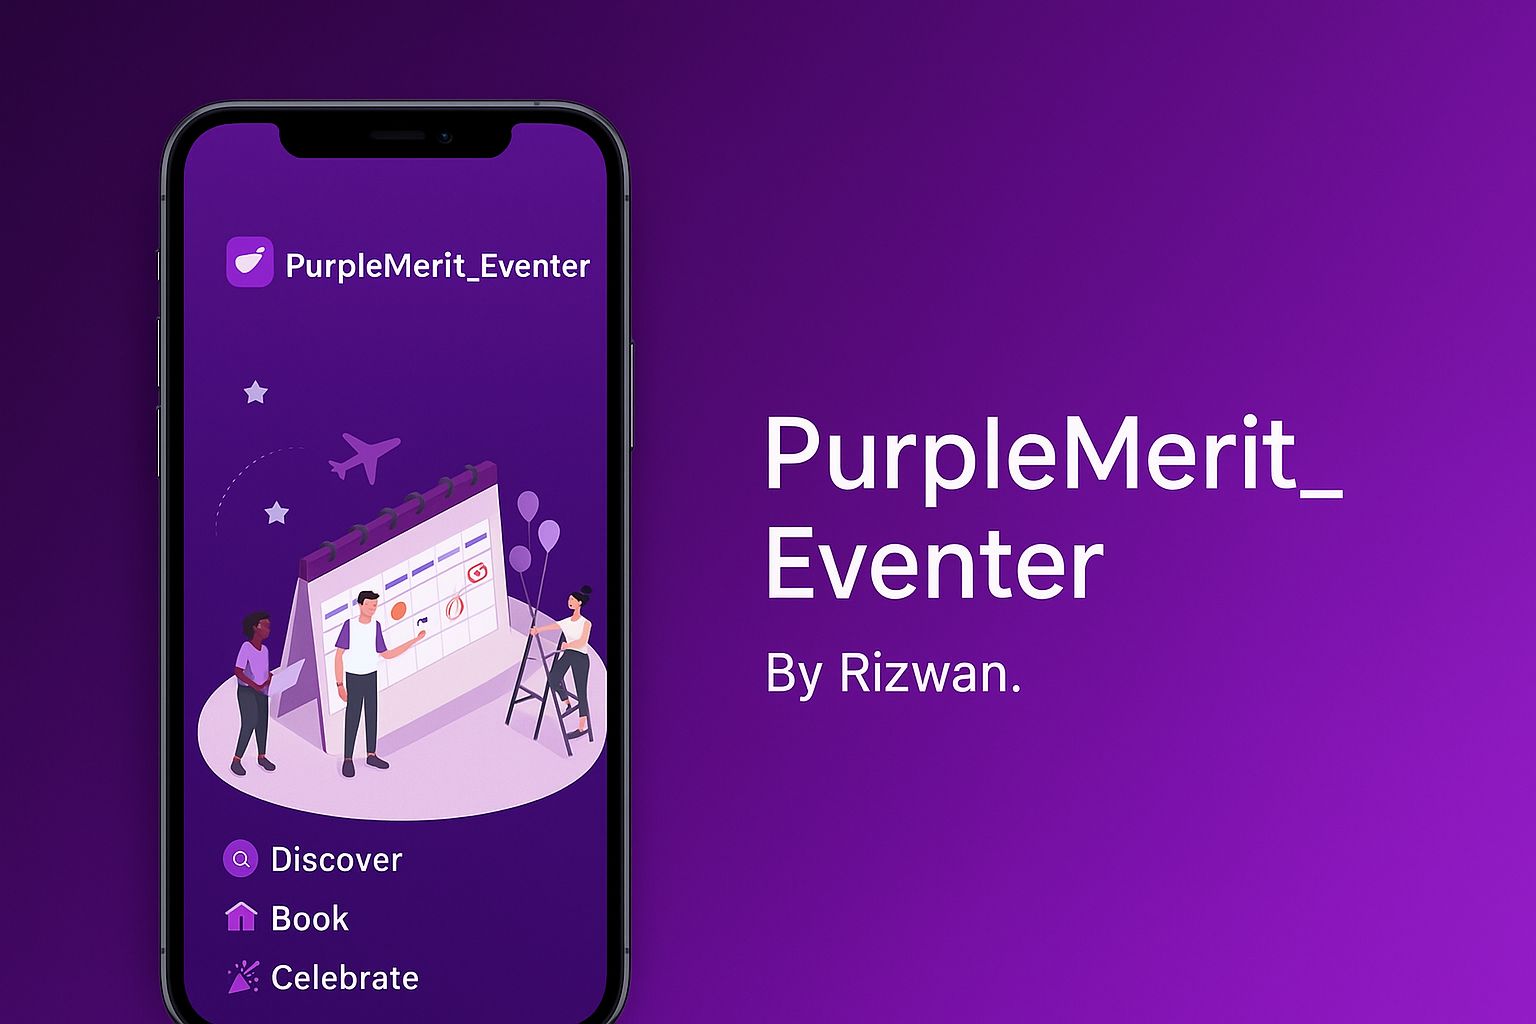 PurpleMerit_Eventer
Discover
Book
Celebrate
PurpleMerit_
Eventer
By Rizwan.